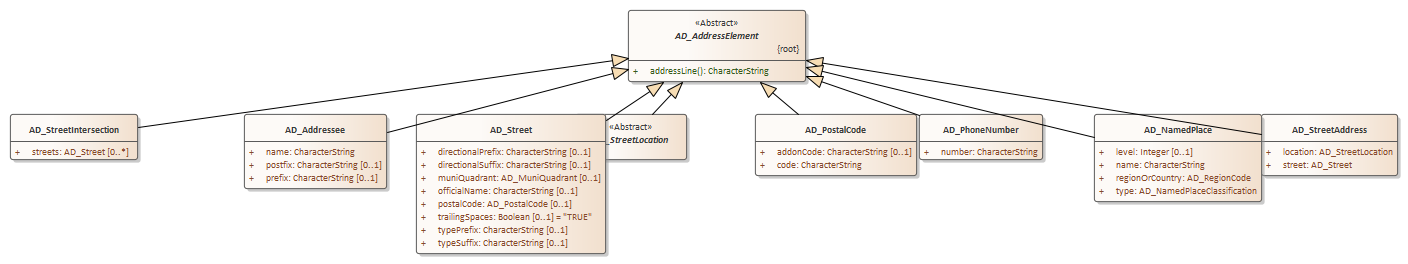 «Abstract»
AD_AddressElement
{root}
+ addressLine(): CharacterString
AD_StreetIntersection
+ streets: AD_Street [0..*]
AD_Addressee
+ name: CharacterString
+ postfix: CharacterString [0..1]
+ prefix: CharacterString [0..1]
AD_Street
+ directionalPrefix: CharacterString [0..1]
+ directionalSuffix: CharacterString [0..1]
+ muniQuadrant: AD_MuniQuadrant [0..1]
+ officialName: CharacterString [0..1]
+ postalCode: AD_PostalCode [0..1]
+ trailingSpaces: Boolean [0..1] = "TRUE"
+ typePrefix: CharacterString [0..1]
+ typeSuffix: CharacterString [0..1]
«Abstract»
_StreetLocation
AD_PostalCode
+ addonCode: CharacterString [0..1]
+ code: CharacterString
AD_PhoneNumber
+ number: CharacterString
AD_NamedPlace
+ level: Integer [0..1]
+ name: CharacterString
+ regionOrCountry: AD_RegionCode
+ type: AD_NamedPlaceClassification
AD_StreetAddress
+ location: AD_StreetLocation
+ street: AD_Street